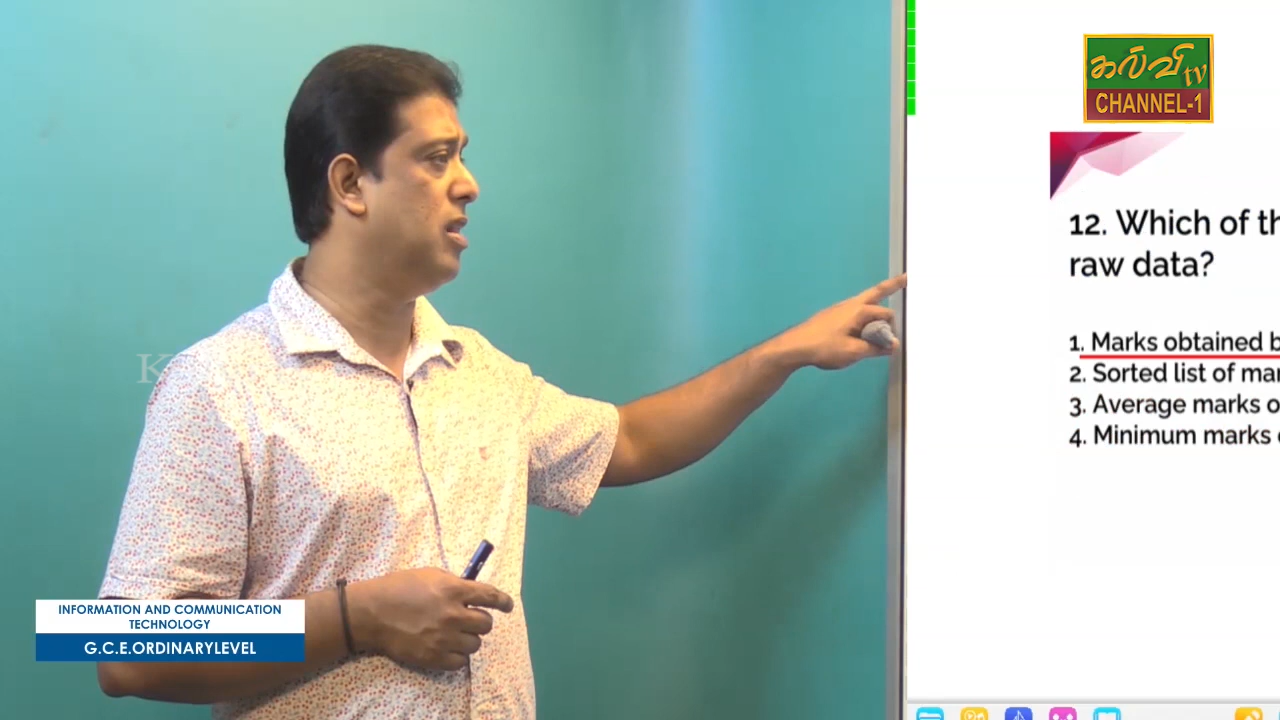 கல்வி tv
CHANNEL-1
12. Which of th
raw data?
1. Marks obtained b
2. Sorted list of mar
3. Average marks o
4. Minimum marks
K
INFORMATION AND COMMUNICATION
TECHNOLOGY
G.C.E.ORDINARYLEVEL